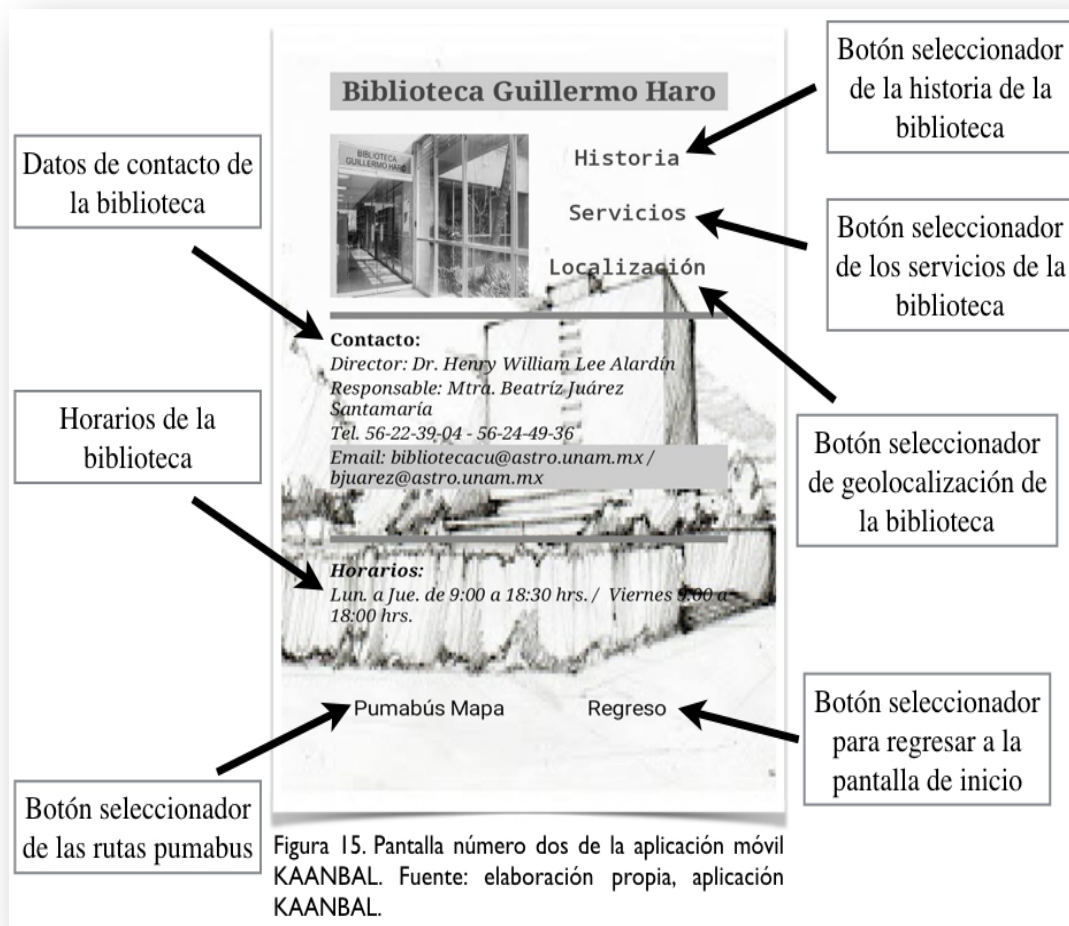 Biblioteca Guillermo Haro
BIBLIOTECA
GUILLERMO HARO
Historia
Servicios
Localización
Contacto:
Director: Dr. Henry William Lee Alardín
Responsable: Mtra. Beatríz Juárez
Santamaría
Tel. 56-22-39-04 - 56-24-49-36
Email: bibliotecacu@astro.unam.mx /
bjuarez@astro.unam.mx
Horarios:
Lun. a Jue. de 9:00 a 18:30 hrs. / Viernes 9:00 a
18:00 hrs.
Pumabús Mapa
Regreso
Datos de contacto de
la biblioteca
Horarios de la
biblioteca
Botón seleccionador
de las rutas pumabus
Botón seleccionador
de la historia de la
biblioteca
Botón seleccionador
de los servicios de la
biblioteca
Botón seleccionador
de geolocalización de
la biblioteca
Botón seleccionador
para regresar a la
pantalla de inicio
Figura 15. Pantalla número dos de la aplicación móvil
KAANBAL. Fuente: elaboración propia, aplicación
KAANBAL.